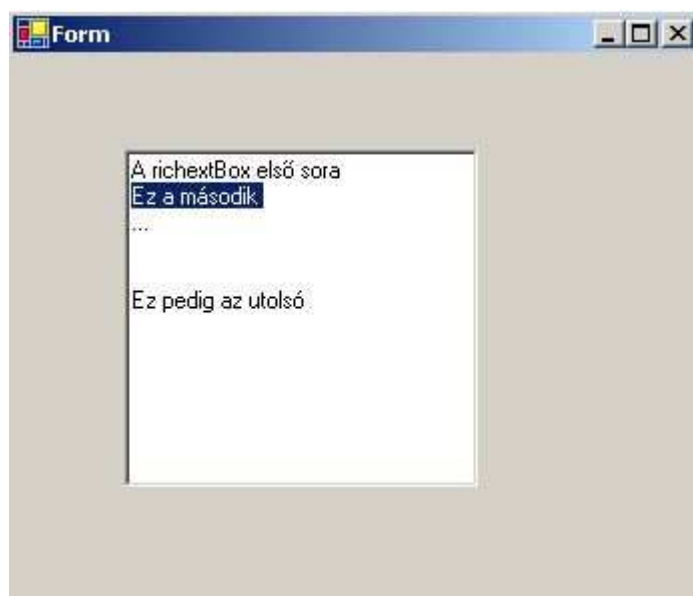 Form
A richextBox első sora
Ez a második
...
Ez pedig az utolsó